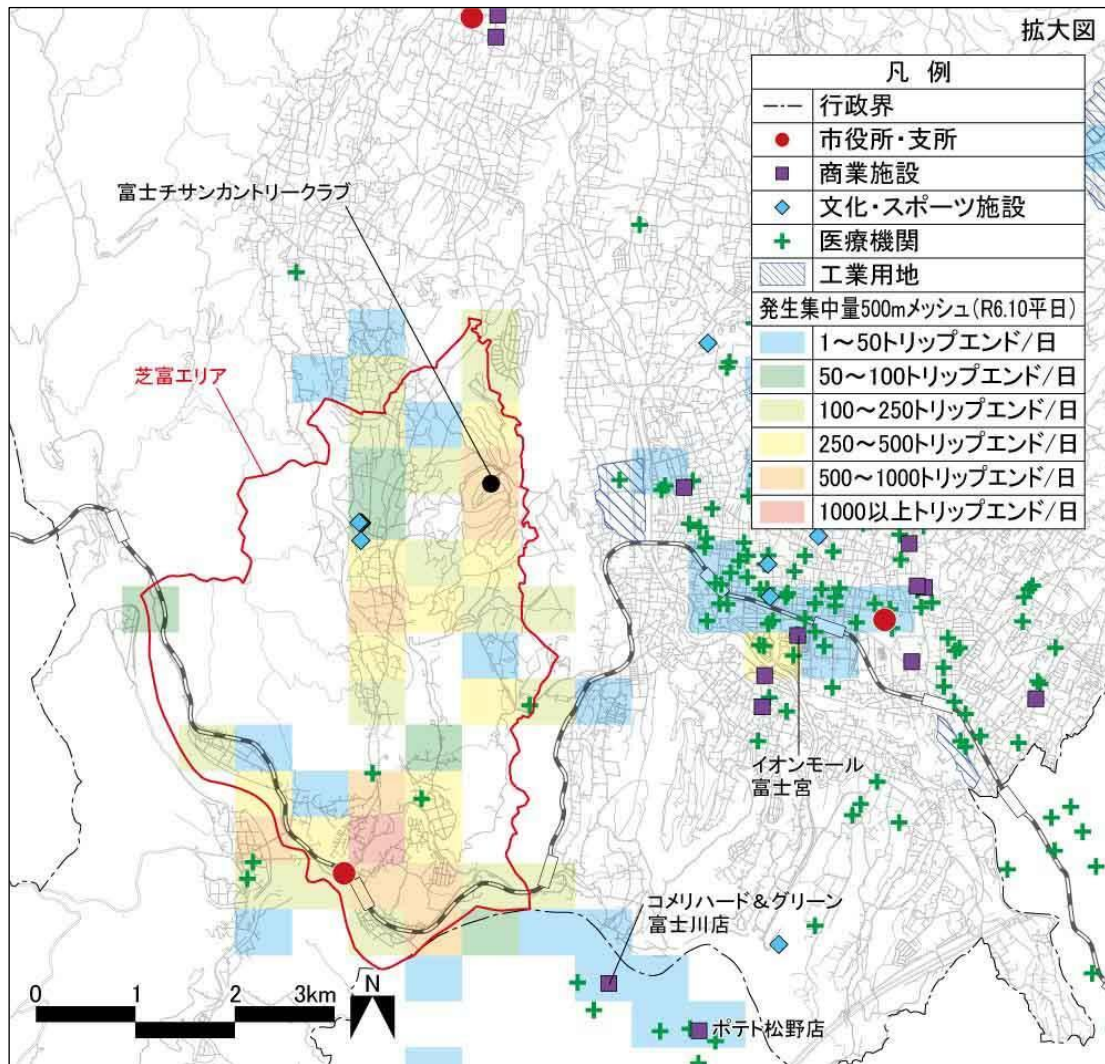 拡大図
凡 例
行政界
市役所・支所
商業施設
文化・スポーツ施設
医療機関
工業用地
発生集中量500mメッシュ(R6.10平日)
1～50トリップエンド/日
50～100トリップエンド/日
100～250トリップエンド/日
250～500トリップエンド/日
500～1000トリップエンド/日
1000以上トリップエンド/日
富士チサンカントリークラブ
芝富エリア
イオンモール
富士宮
コメリハード&グリーン
富士川店
ポテト松野店
0 1 2 3km
N